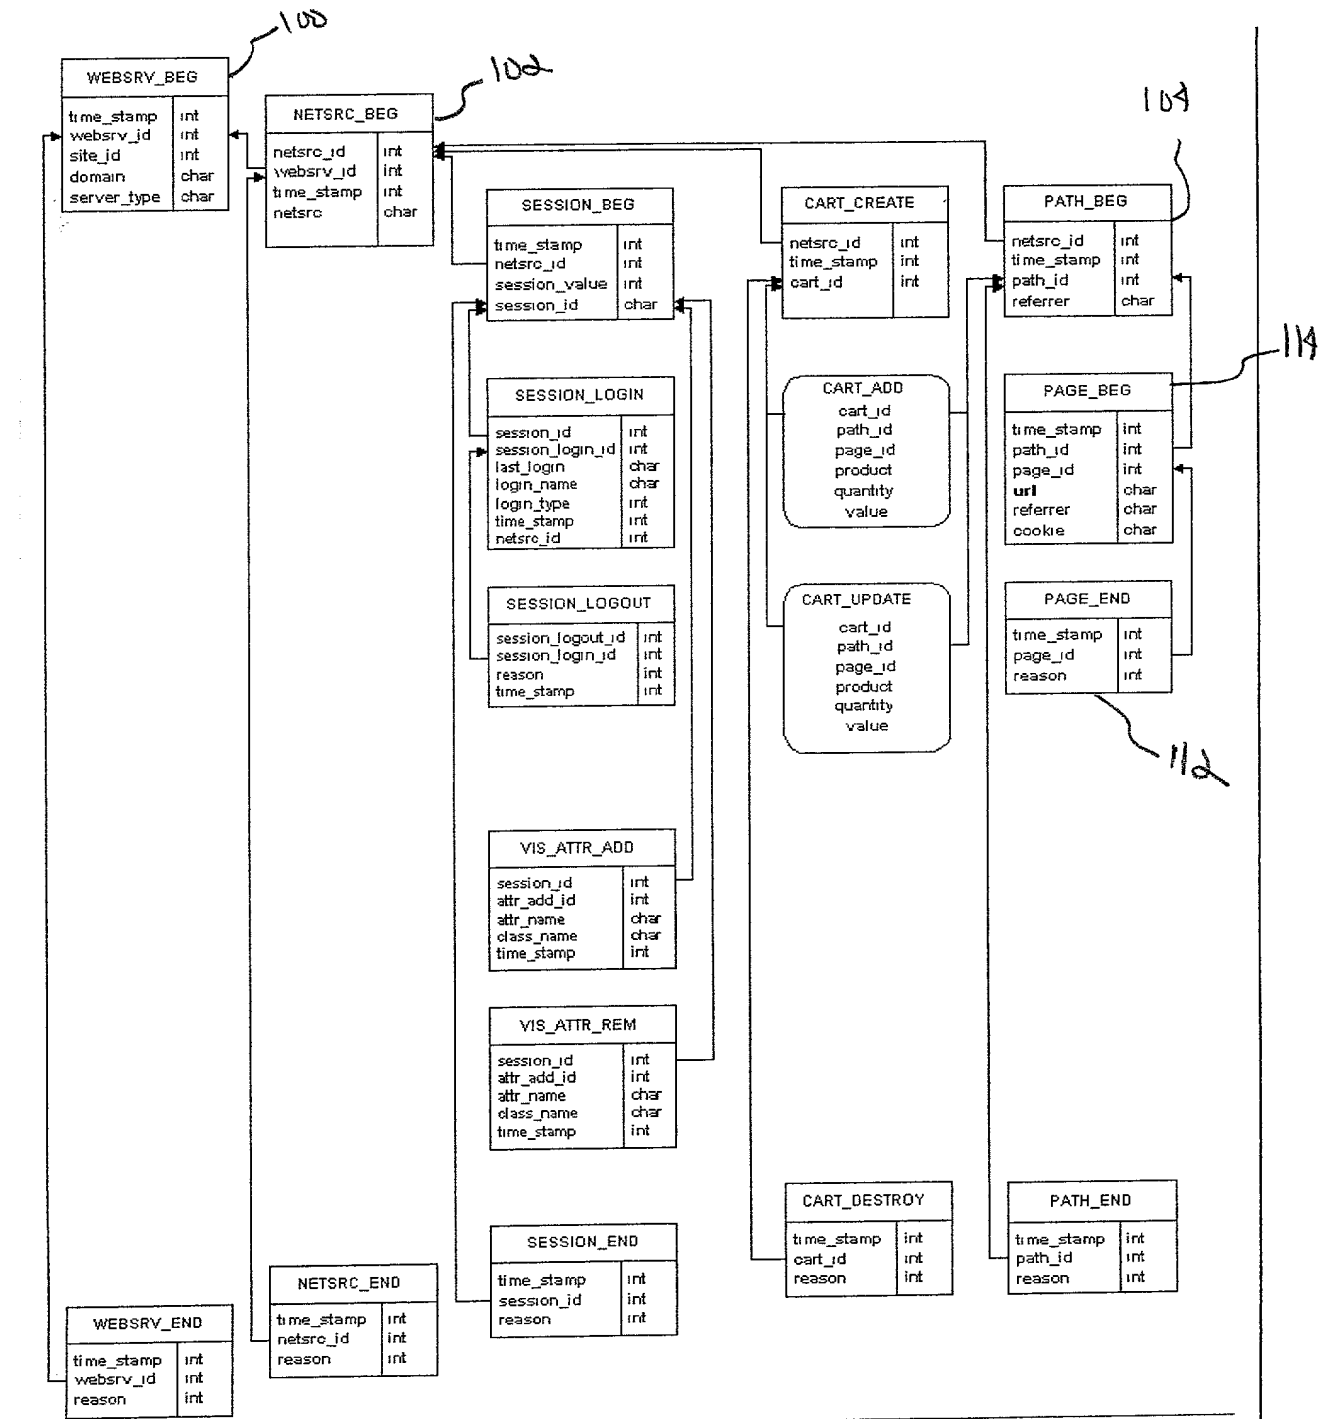 100
WEBSRV_BEG
time_stamp int
websrv_id int
site_id int
domain char
server_type char
102
NETSRC_BEG
netsrc_id int
websrv_id int
time_stamp int
netsrc char
SESSION_BEG
time_stamp int
netsrc_id int
session_value int
session_id char
CART_CREATE
netsrc_id int
time_stamp int
cart_id int
104
PATH_BEG
netsrc_id int
time_stamp int
path_id int
referrer char
SESSION_LOGIN
session_id int
session_login_id int
last_login char
login_name char
login_type int
time_stamp int
netsrc_id int
CART_ADD
cart_id
path_id
page_id
product
quantity
value
114
PAGE_BEG
time_stamp int
path_id int
page_id int
url char
referrer char
cookie char
SESSION_LOGOUT
session_logout_id int
session_login_id int
reason int
time_stamp int
CART_UPDATE
cart_id
path_id
page_id
product
quantity
value
PAGE_END
time_stamp int
page_id int
reason int
112
VIS_ATTR_ADD
session_id int
attr_add_id int
attr_name char
class_name char
time_stamp int
VIS_ATTR_REM
session_id int
attr_add_id int
attr_name char
class_name char
time_stamp int
CART_DESTROY
time_stamp int
cart_id int
reason int
PATH_END
time_stamp int
path_id int
reason int
SESSION_END
time_stamp int
session_id int
reason int
NETSRC_END
time_stamp int
netsrc_id int
reason int
WEBSRV_END
time_stamp int
websrv_id int
reason int